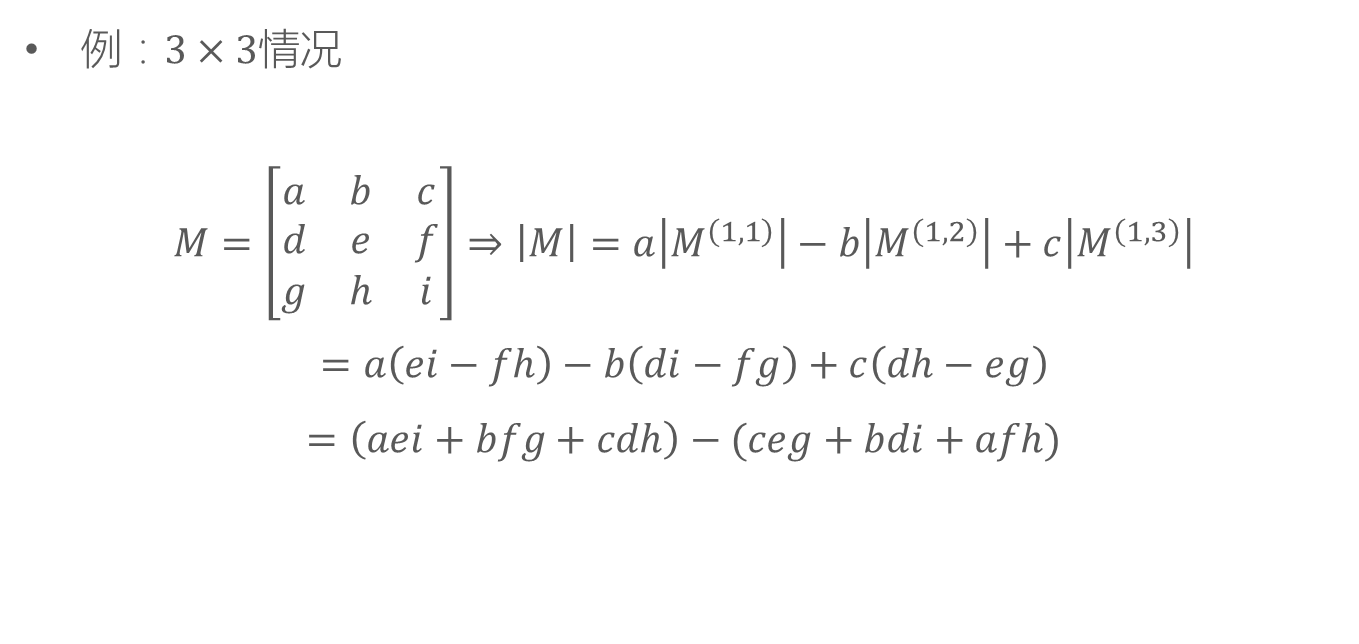 • 例：3 × 3情况
M = [a b c
d e f
g h i] ⇒ |M| = a|M^(1,1)| − b|M^(1,2)| + c|M^(1,3)|
= a(ei − fh) − b(di − fg) + c(dh − eg)
= (aei + bfg + cdh) − (ceg + bdi + afh)